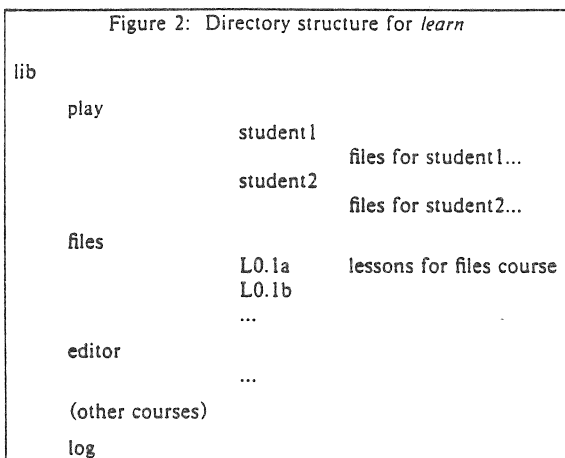 Figure 2: Directory structure for learn
lib
play
student1
files for student1...
student2
files for student2...
files
L0.1a lessons for files course
L0.1b
...
editor
...
(other courses)
log